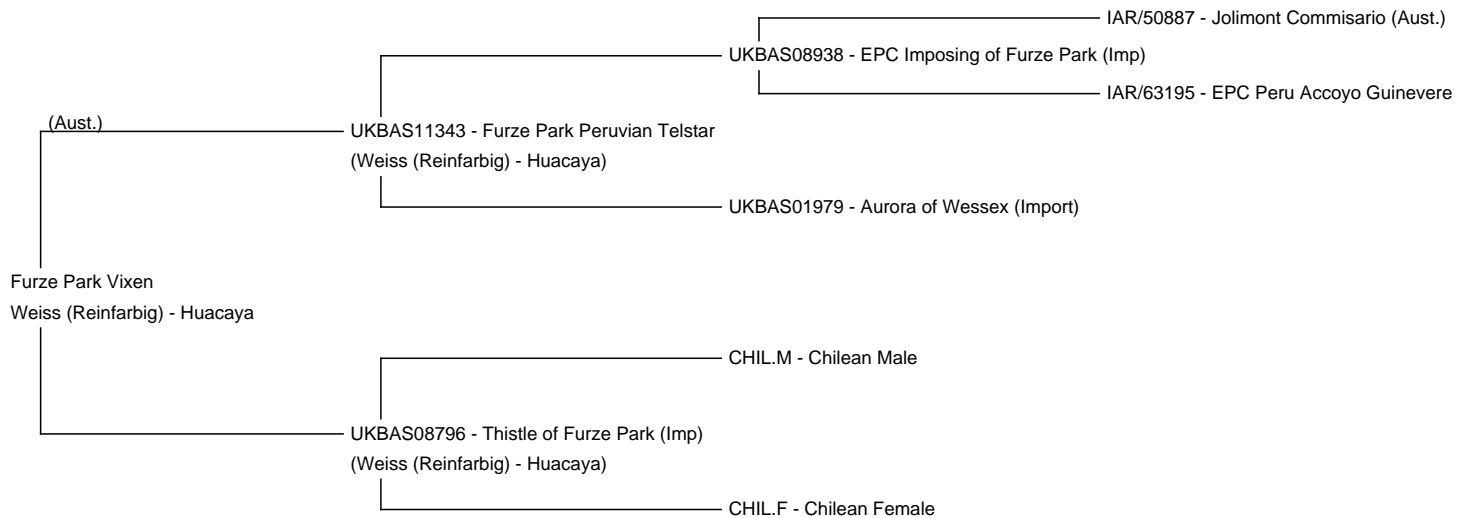 IAR/50887 - Jolimont Commisario (Aust.)
UKBAS08938 - EPC Imposing of Furze Park (Imp)
IAR/63195 - EPC Peru Accoyo Guinevere
(Aust.)
UKBAS11343 - Furze Park Peruvian Telstar
(Weiss (Reinfarbig) - Huacaya)
UKBAS01979 - Aurora of Wessex (Import)
Furze Park Vixen
Weiss (Reinfarbig) - Huacaya
CHIL.M - Chilean Male
UKBAS08796 - Thistle of Furze Park (Imp)
(Weiss (Reinfarbig) - Huacaya)
CHIL.F - Chilean Female